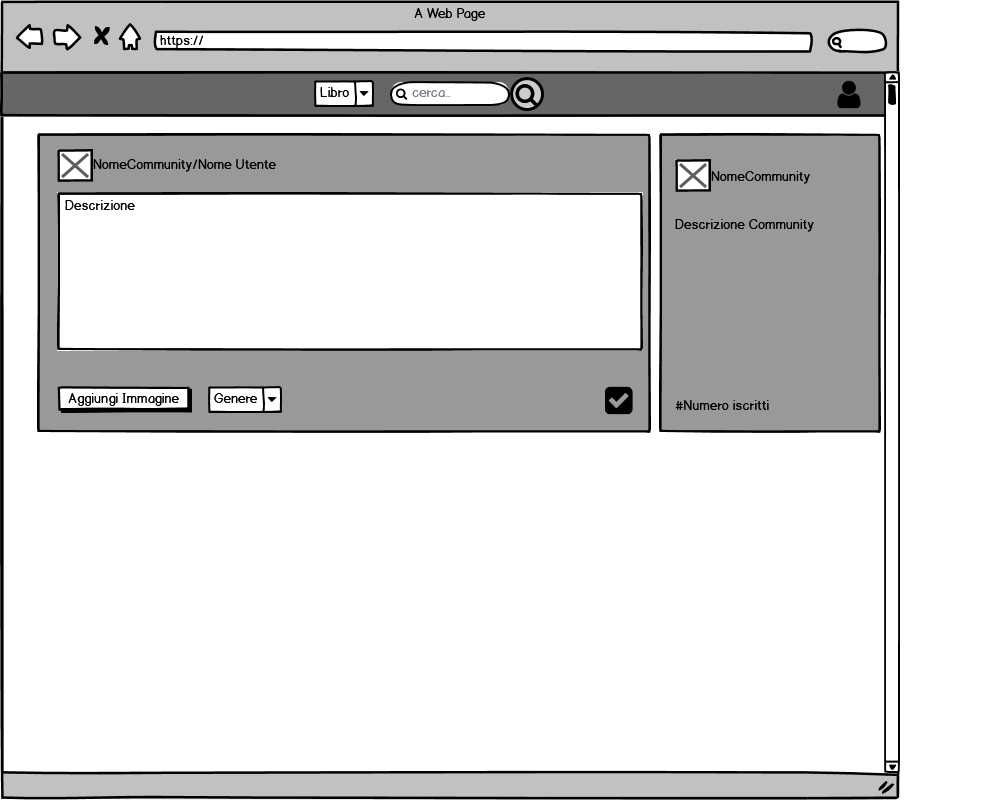 A Web Page
https://
Libro
cerca..
NomeCommunity/Nome Utente
Descrizione
Aggiungi Immagine
Genere
NomeCommunity
Descrizione Community
#Numero iscritti